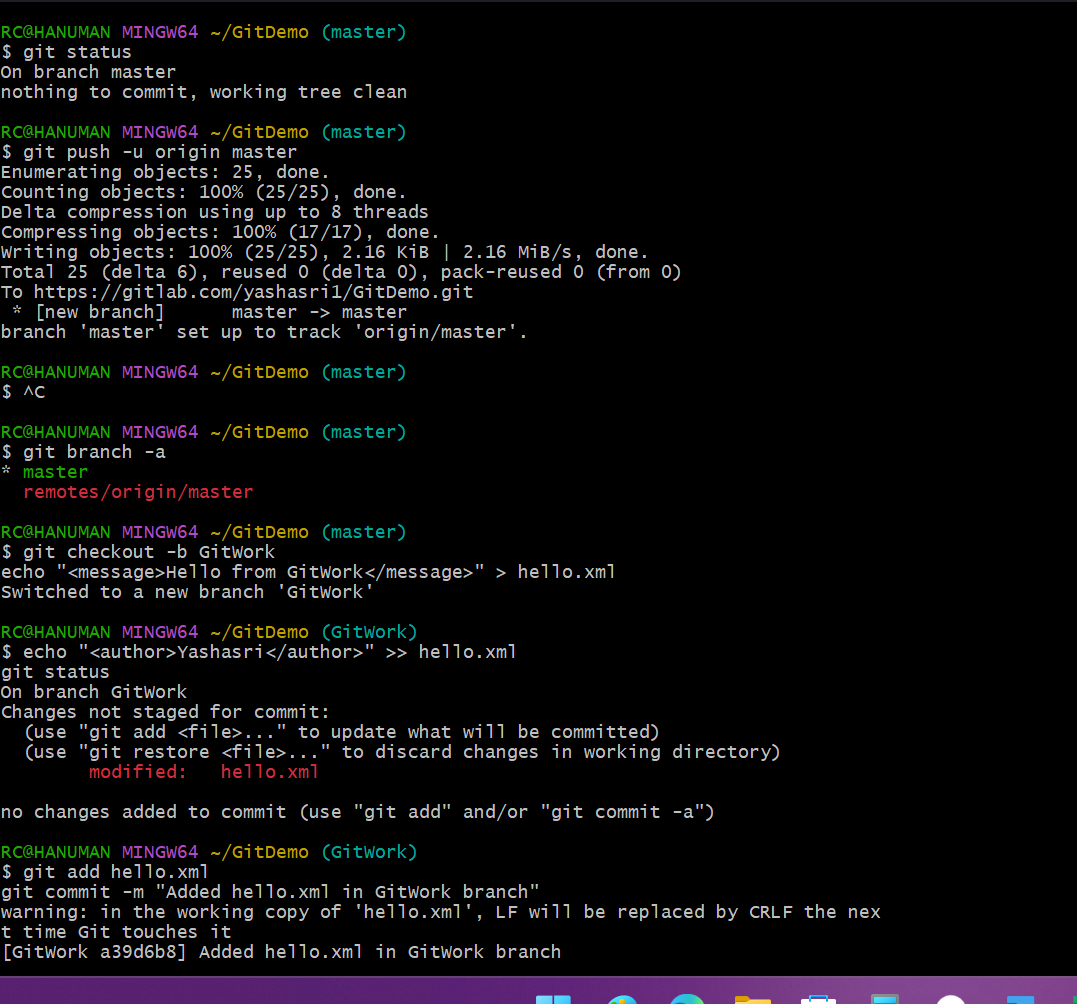 RC@HANUMAN MINGW64 ~/GitDemo (master)
$ git status
On branch master
nothing to commit, working tree clean
RC@HANUMAN MINGW64 ~/GitDemo (master)
$ git push -u origin master
Enumerating objects: 25, done.
Counting objects: 100% (25/25), done.
Delta compression using up to 8 threads
Compressing objects: 100% (17/17), done.
Writing objects: 100% (25/25), 2.16 KiB | 2.16 MiB/s, done.
Total 25 (delta 6), reused 0 (delta 0), pack-reused 0 (from 0)
To https://gitlab.com/yashasri1/GitDemo.git
 * [new branch]      master -> master
branch 'master' set up to track 'origin/master'.
RC@HANUMAN MINGW64 ~/GitDemo (master)
$ ^C
RC@HANUMAN MINGW64 ~/GitDemo (master)
$ git branch -a
* master
  remotes/origin/master
RC@HANUMAN MINGW64 ~/GitDemo (master)
$ git checkout -b GitWork
echo "<message>Hello from GitWork</message>" > hello.xml
Switched to a new branch 'GitWork'
RC@HANUMAN MINGW64 ~/GitDemo (GitWork)
$ echo "<author>Yashasri</author>" >> hello.xml
git status
On branch GitWork
Changes not staged for commit:
  (use "git add <file>..." to update what will be committed)
  (use "git restore <file>..." to discard changes in working directory)
        modified:   hello.xml
no changes added to commit (use "git add" and/or "git commit -a")
RC@HANUMAN MINGW64 ~/GitDemo (GitWork)
$ git add hello.xml
git commit -m "Added hello.xml in GitWork branch"
warning: in the working copy of 'hello.xml', LF will be replaced by CRLF the nex
t time Git touches it
[GitWork a39d6b8] Added hello.xml in GitWork branch